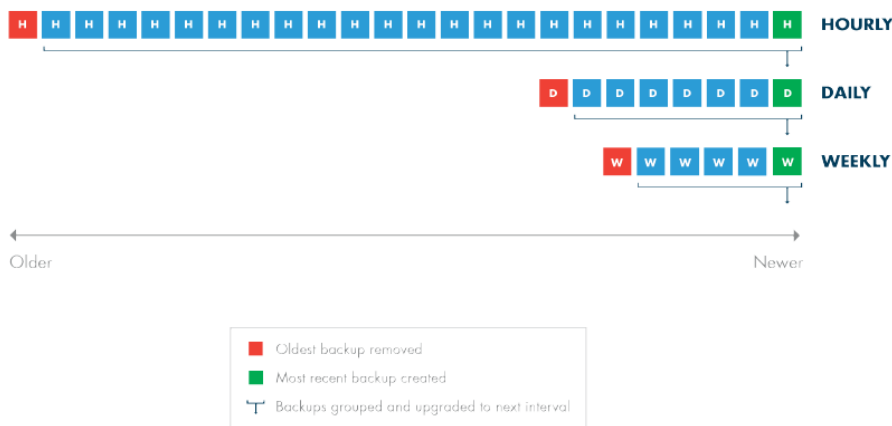 H H H H H H H H H H H H H H H H H H H H H H H H HOURLY
D D D D D D D D DAILY
W W W W W W WEEKLY
Older Newer
Oldest backup removed
Most recent backup created
Backups grouped and upgraded to next interval